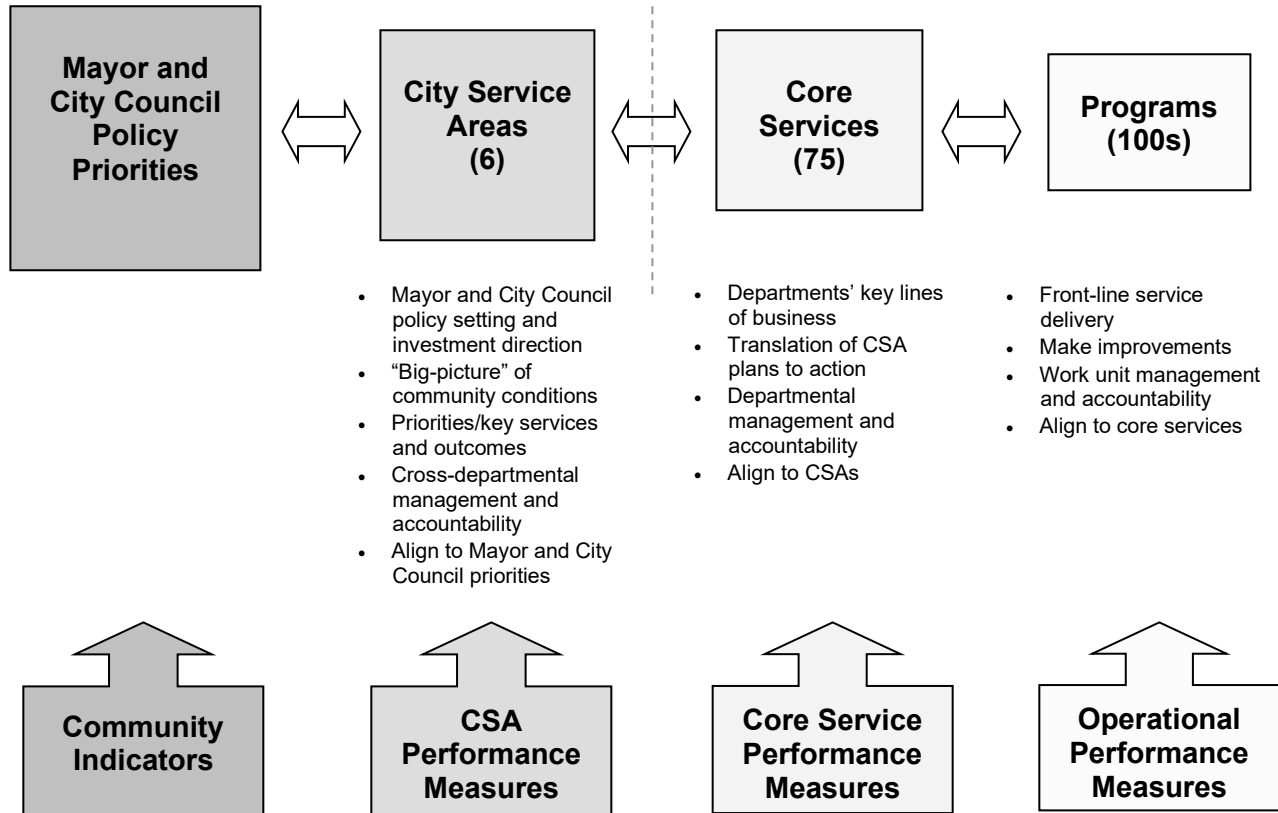 Mayor and
City Council
Policy
Priorities
City Service
Areas
(6)
Core
Services
(75)
Programs
(100s)
• Mayor and City Council
policy setting and
investment direction
• “Big-picture” of
community conditions
• Priorities/key services
and outcomes
• Cross-departmental
management and
accountability
• Align to Mayor and City
Council priorities
• Departments’ key lines
of business
• Translation of CSA
plans to action
• Departmental
management and
accountability
• Align to CSAs
• Front-line service
delivery
• Make improvements
• Work unit management
and accountability
• Align to core services
Community
Indicators
CSA
Performance
Measures
Core Service
Performance
Measures
Operational
Performance
Measures